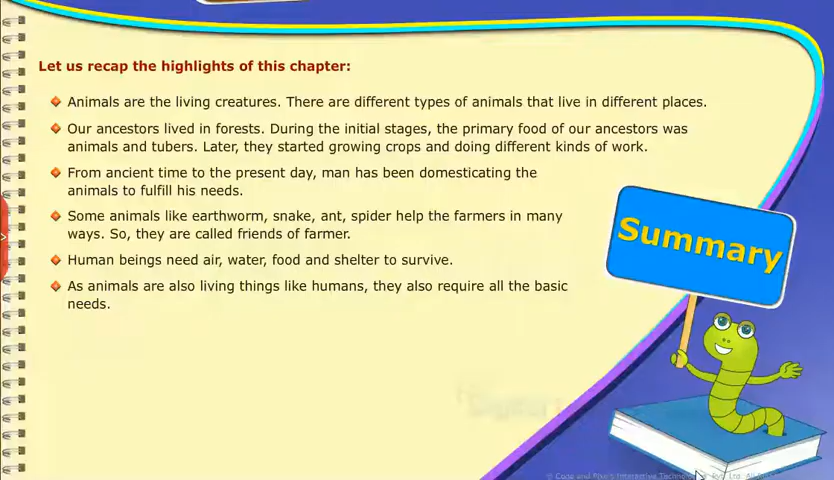 Let us recap the highlights of this chapter:
Animals are the living creatures. There are different types of animals that live in different places.
Our ancestors lived in forests. During the initial stages, the primary food of our ancestors was
animals and tubers. Later, they started growing crops and doing different kinds of work.
From ancient time to the present day, man has been domesticating the
animals to fulfill his needs.
Some animals like earthworm, snake, ant, spider help the farmers in many
ways. So, they are called friends of farmer.
Human beings need air, water, food and shelter to survive.
As animals are also living things like humans, they also require all the basic
needs.
Summary